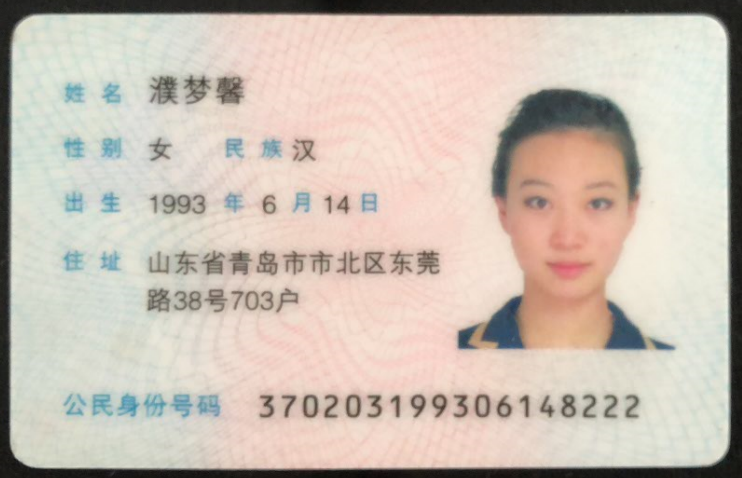 姓名 濮梦馨
性别 女 民族 汉
出生 1993 年 6 月 14 日
住址 山东省青岛市市北区东莞
路38号703户
公民身份号码 370203199306148222